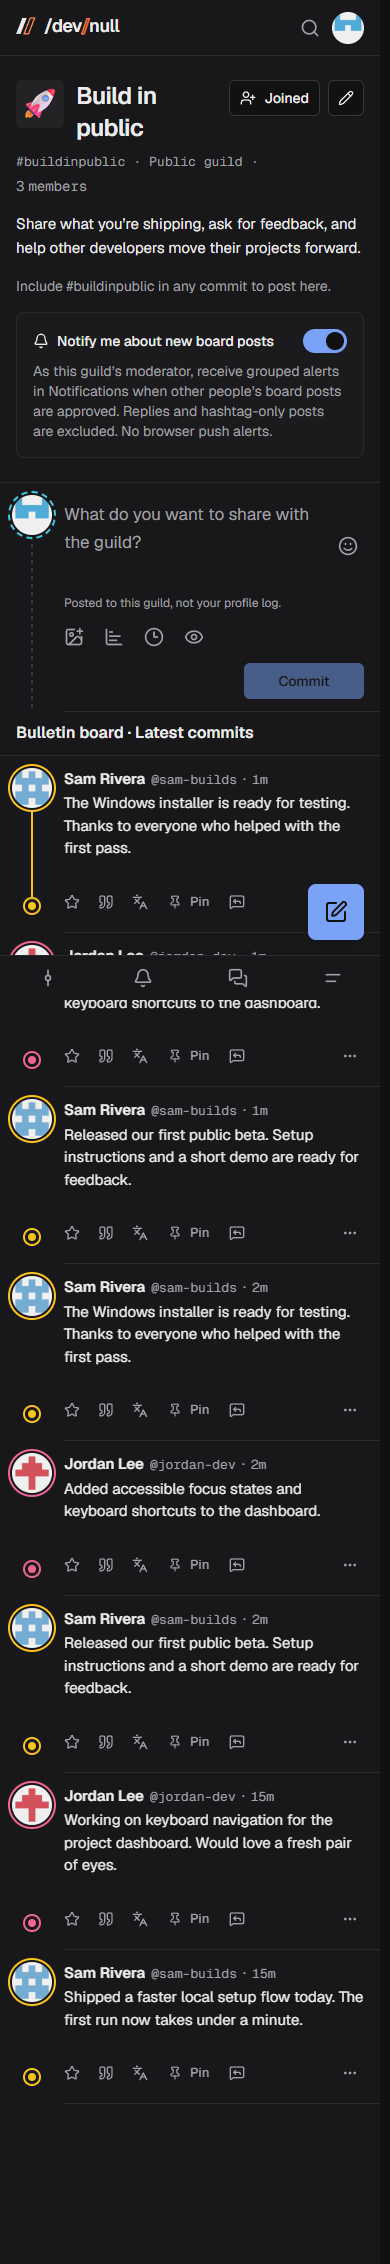 /dev//null
Build in
public
Joined
#buildinpublic · Public guild ·
3 members
Share what you're shipping, ask for feedback, and
help other developers move their projects forward.
Include #buildinpublic in any commit to post here.
Notify me about new board posts
As this guild's moderator, receive grouped alerts
in Notifications when other people's board posts
are approved. Replies and hashtag-only posts
are excluded. No browser push alerts.
What do you want to share with
the guild?
Posted to this guild, not your profile log.
Commit
Bulletin board · Latest commits
Sam Rivera @sam-builds · 1m
The Windows installer is ready for testing.
Thanks to everyone who helped with the
first pass.
Pin
Jordan Lee @jordan-dev · 1m
keyboard shortcuts to the dashboard.
Pin
Sam Rivera @sam-builds · 1m
Released our first public beta. Setup
instructions and a short demo are ready for
feedback.
Pin
Sam Rivera @sam-builds · 2m
The Windows installer is ready for testing.
Thanks to everyone who helped with the
first pass.
Pin
Jordan Lee @jordan-dev · 2m
Added accessible focus states and
keyboard shortcuts to the dashboard.
Pin
Sam Rivera @sam-builds · 2m
Released our first public beta. Setup
instructions and a short demo are ready for
feedback.
Pin
Jordan Lee @jordan-dev · 15m
Working on keyboard navigation for the
project dashboard. Would love a fresh pair
of eyes.
Pin
Sam Rivera @sam-builds · 15m
Shipped a faster local setup flow today. The
first run now takes under a minute.
Pin